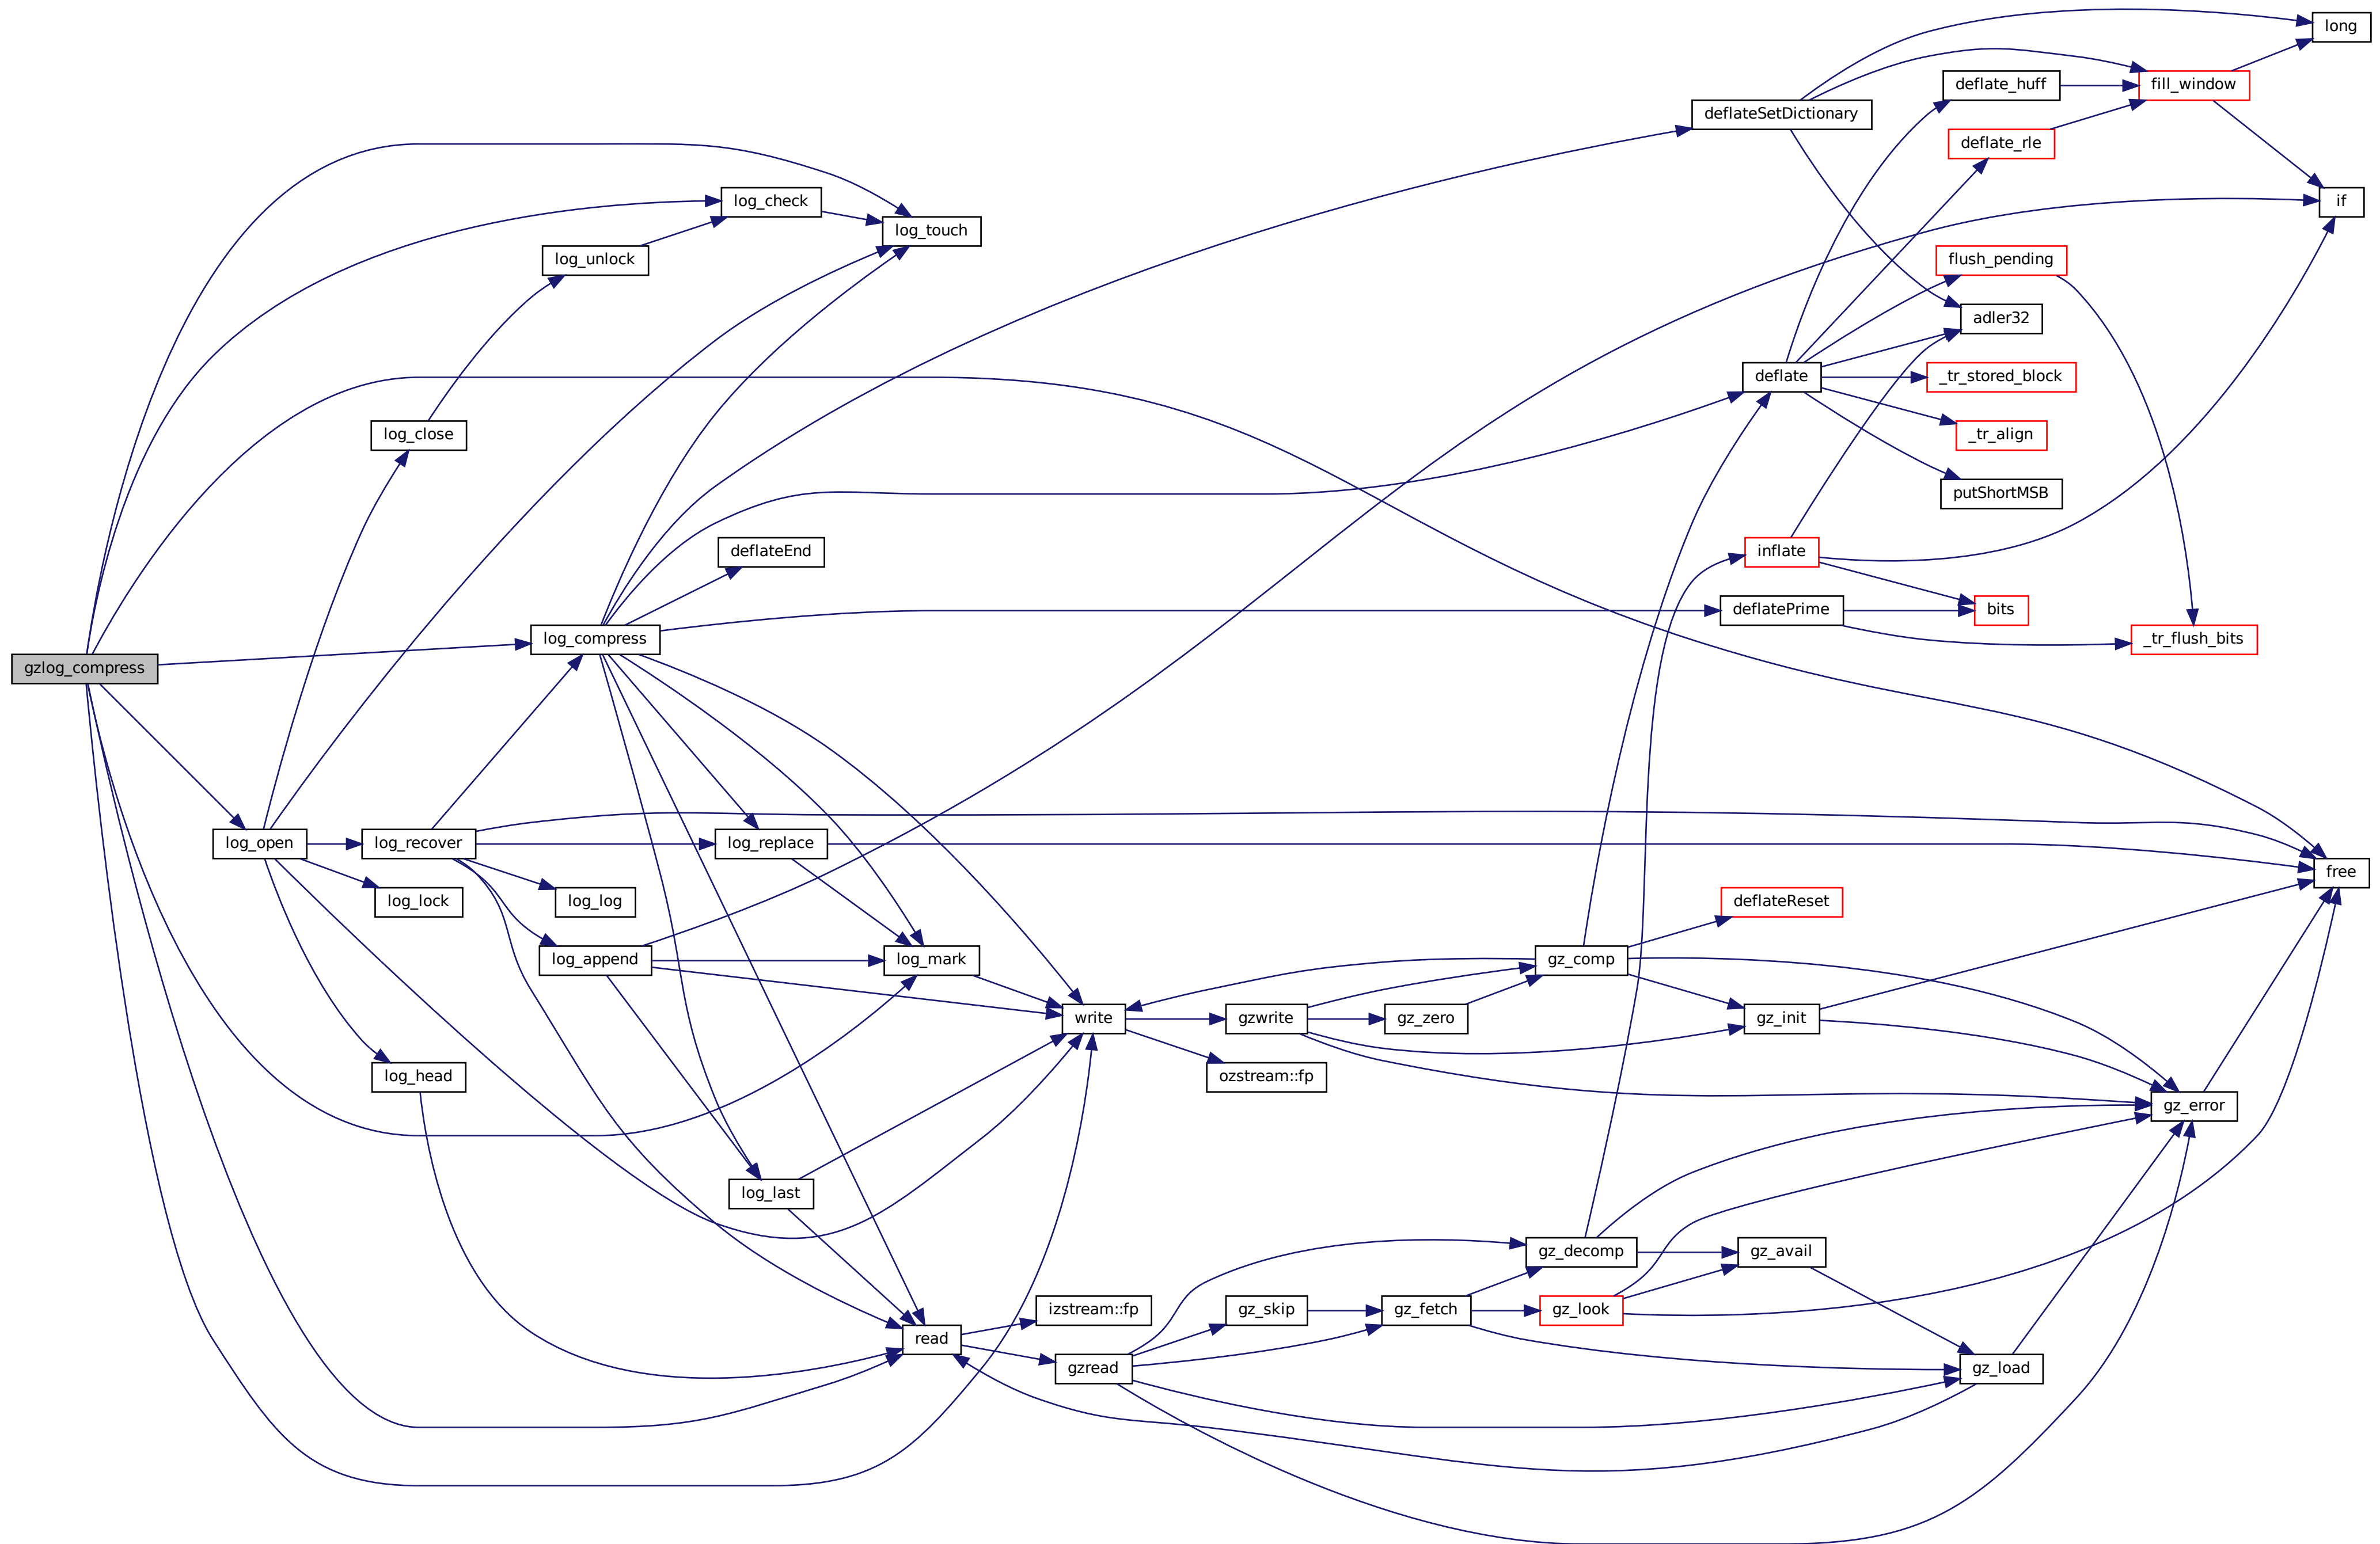 gzlog_compress
log_open
log_close
log_recover
log_lock
log_head
log_unlock
log_compress
log_log
log_append
log_check
deflateEnd
log_replace
log_last
log_touch
log_mark
read
write
izstream::fp
gzread
gzwrite
ozstream::fp
gz_skip
gz_zero
gz_fetch
gz_comp
gz_decomp
gz_look
deflateSetDictionary
deflate
inflate
deflatePrime
deflateReset
gz_init
gz_avail
deflate_huff
deflate_rle
flush_pending
adler32
_tr_stored_block
_tr_align
putShortMSB
bits
gz_load
fill_window
_tr_flush_bits
gz_error
long
if
free